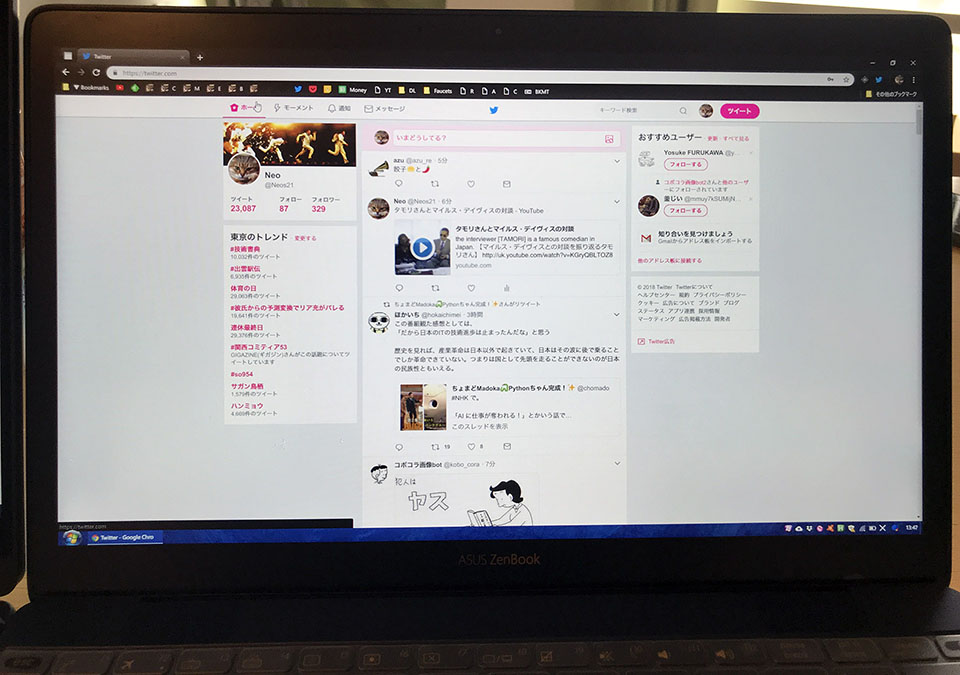 Twitter
https://twitter.com
Bookmarks
C
M
E
B
Money
YT
DL
Faucets
R
A
C
BKMT
その他のブックマーク
ホーム
モーメント
通知
メッセージ
キーワード検索
ツイート
Neo
@Neos21
ツイート フォロー フォロワー
23,087 87 329
東京のトレンド · 変更する
#技術書典
10,032件のツイート
#出雲駅伝
6,935件のツイート
体育の日
29,063件のツイート
#彼氏からの予測変換でリア充がバレる
19,641件のツイート
連休最終日
29,376件のツイート
#関西コミティア53
GIGAZINE(ギガジン)さんがこの話題についてツ
イートしています
#so954
サガン鳥栖
1,579件のツイート
ハンミョウ
4,669件のツイート
いまどうしてる？
azu @azu_re · 5分
餃子🥟と🌶
Neo @Neos21 · 6分
タモリさんとマイルス・デイヴィスの対談 - YouTube
タモリさんとマイルス・デイヴィスの対談
the interviewer [TAMORI] is a famous comedian in
Japan. 【マイルス・デイヴィスとの対談を振り返るタモ
リさん】 http://uk.youtube.com/watch?v=KGryQBLTOZ8
youtube.com
ちょまどMadoka🐼Pythonちゃん完成！✨さんがリツイート
ほかいち @hokaichimei · 3時間
この番組観た感想としては、
「だから日本のITの技術進歩は止まったんだな」と思う
歴史を見れば、産業革命は日本以外で起きていて、日本はその波に後で乗ること
でしか革命できていない。つまりは国として先頭を走ることができないのが日本
の民族性ともいえる。
ちょまどMadoka🐼Pythonちゃん完成！✨ @chomado
#NHK で。
「AI に仕事が奪われる！」とかいう話で…
このスレッドを表示
19
8
コボコラ画像bot @kobo_cora · 7分
犯人は
ヤス
おすすめユーザー · 更新 · すべて見る
Yosuke FURUKAWA @y...
フォローする
コボコラ画像bot2さんと他のユーザ
ーにフォローされています
@mmuy7kSUMijN...
フォローする
知り合いを見つけましょう
Gmailからアドレス帳をインポートする
他のアドレス帳に接続する
© 2018 Twitter Twitterについて
ヘルプセンター 規約 プライバシーポリシー
クッキー 広告について ブランド ブログ
ステータス アプリ連携 採用情報
マーケティング 広告掲載方法 開発者
Twitter広告
https://twitter.com
Twitter - Google Chro
13:47
ASUS ZenBook